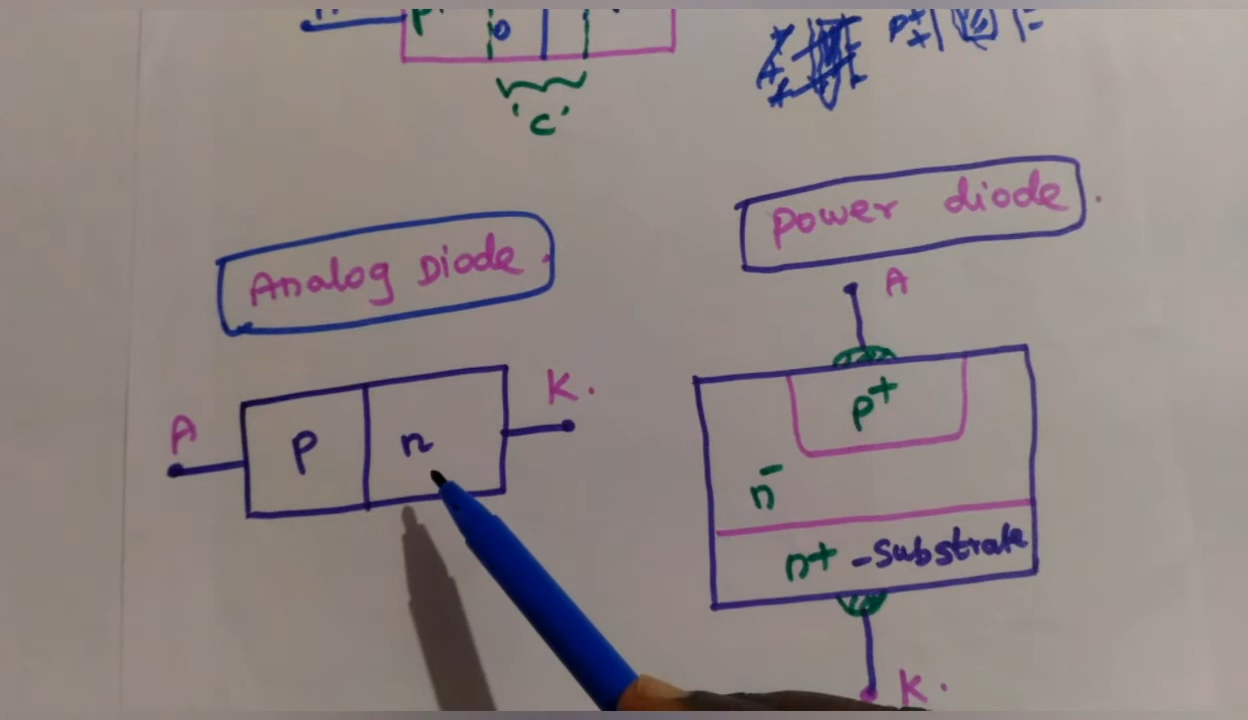 P
'C'
P
Power diode.
Analog Diode.
A
K.
A
P
n
P+
n-
n+ -Substrate
K.